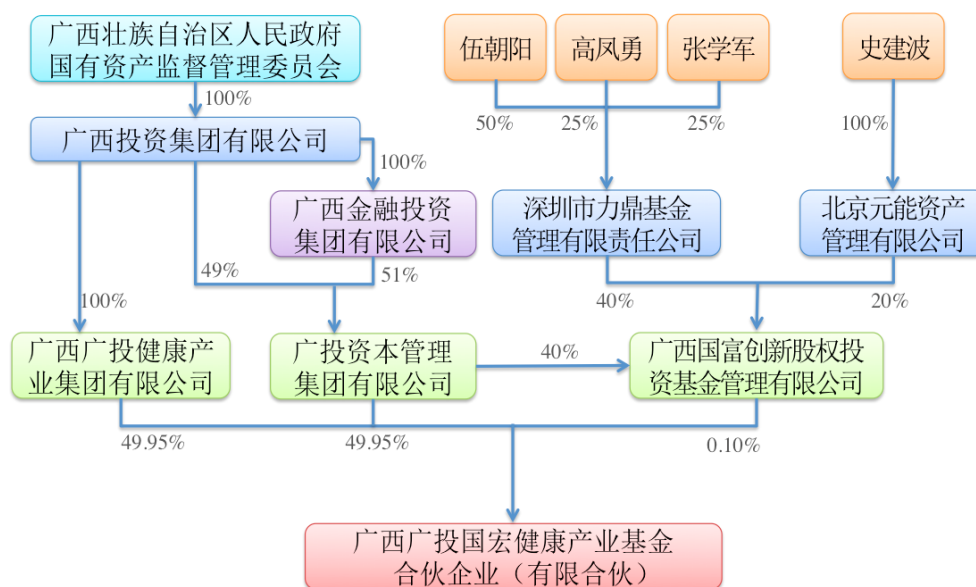 广西壮族自治区人民政府
国有资产监督管理委员会
伍朝阳
高凤勇
张学军
史建波
100%
50%
25%
25%
100%
广西投资集团有限公司
100%
广西金融投资
集团有限公司
深圳市力鼎基金
管理有限责任公司
北京元能资产
管理有限公司
49%
51%
40%
20%
100%
广西广投健康产
业集团有限公司
广投资本管理
集团有限公司
40%
广西国富创新股权投
资基金管理有限公司
49.95%
49.95%
0.10%
广西广投国宏健康产业基金
合伙企业（有限合伙）